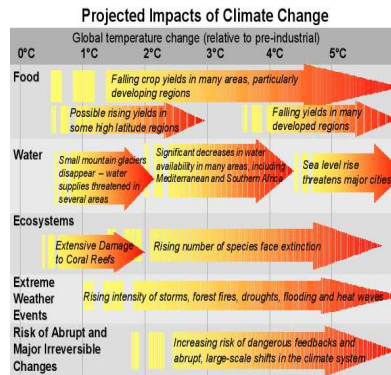 Projected Impacts of Climate Change
Global temperature change (relative to pre-industrial)
0°C 1°C 2°C 3°C 4°C 5°C
Food
Falling crop yields in many areas, particularly
developing regions
Possible rising yields in
some high latitude regions
Falling yields in many
developed regions
Water
Small mountain glaciers
disappear – water
supplies threatened in
several areas
Significant decreases in water
availability in many areas, including
Mediterranean and Southern Africa
Sea level rise
threatens major cities
Ecosystems
Extensive Damage
to Coral Reefs
Rising number of species face extinction
Extreme
Weather
Events
Rising intensity of storms, forest fires, droughts, flooding and heat waves
Risk of Abrupt and
Major Irreversible
Changes
Increasing risk of dangerous feedbacks and
abrupt, large-scale shifts in the climate system